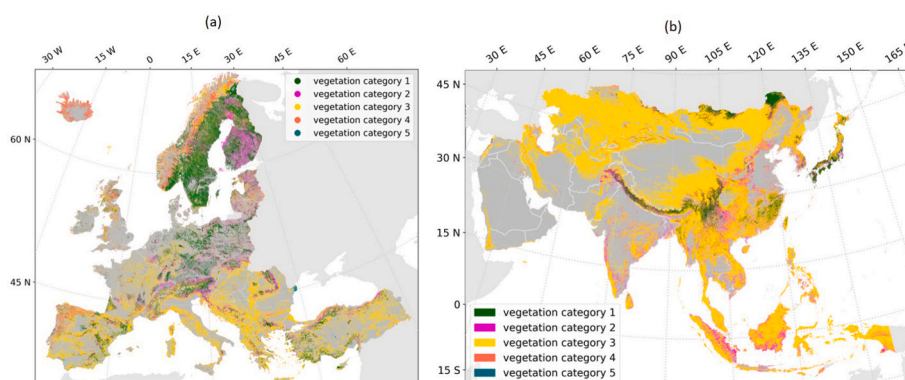 (a)
(b)
30 W 15 W 0 15 E 30 E 45 E 60 E
vegetation category 1
vegetation category 2
vegetation category 3
vegetation category 4
vegetation category 5
60 N
45 N
30 E 45 E 60 E 75 E 90 E 105 E 120 E 135 E 150 E 165 E
45 N
30 N
15 N
0
15 S
vegetation category 1
vegetation category 2
vegetation category 3
vegetation category 4
vegetation category 5